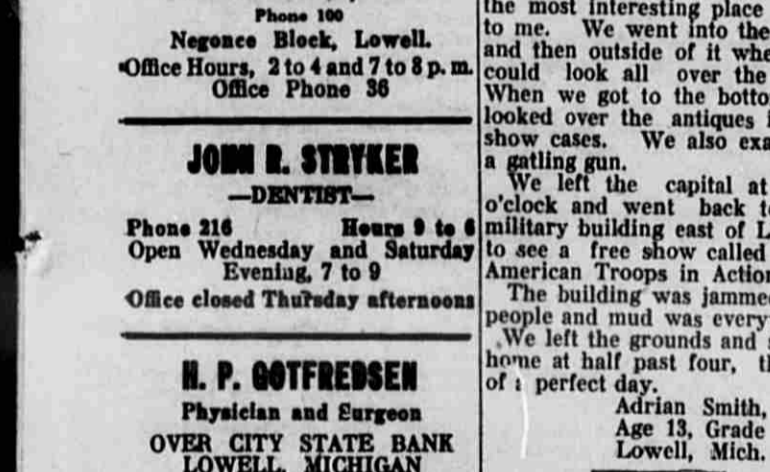 Phone 100
Negonce Block, Lowell.
Office Hours, 2 to 4 and 7 to 8 p. m.
Office Phone 36
JOHN R. STRYKER
—DENTIST—
Phone 216 Hours 9 to 6
Open Wednesday and Saturday
Evening, 7 to 9
Office closed Thursday afternoons
H. P. GOTFREDSEN
Physician and Surgeon
OVER CITY STATE BANK
LOWELL, MICHIGAN
the most interesting place
to me. We went into the
and then outside of it whe
could look all over the
When we got to the botto
looked over the antiques i
show cases. We also exa
a gatling gun.
We left the capital at
o'clock and went back t
military building east of L
to see a free show called
American Troops in Action
The building was jamme
people and mud was every
We left the grounds and s
home at half past four, th
of a perfect day.
Adrian Smith,
Age 13, Grade
Lowell, Mich.